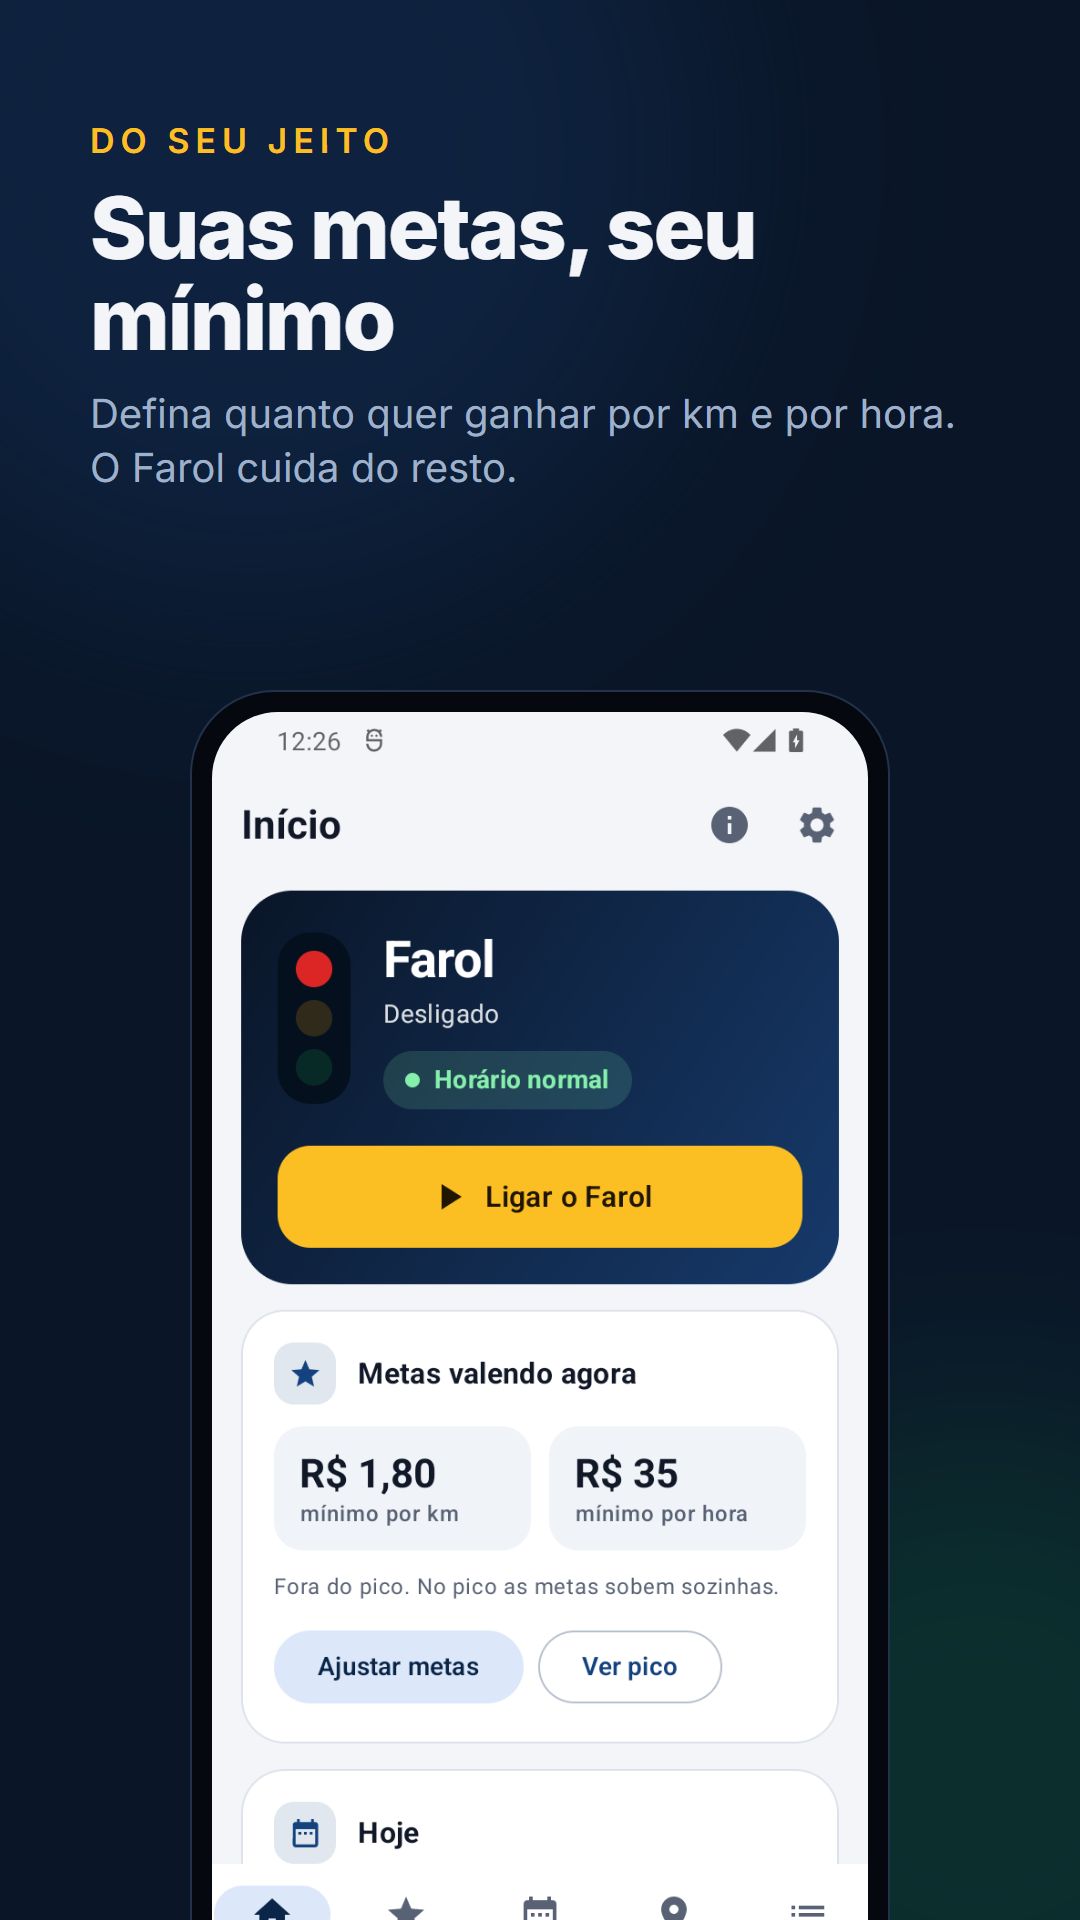 DO SEU JEITO
Suas metas, seu
mínimo
Defina quanto quer ganhar por km e por hora.
O Farol cuida do resto.
12:26
Início
Farol
Desligado
Horário normal
Ligar o Farol
Metas valendo agora
R$ 1,80
mínimo por km
R$ 35
mínimo por hora
Fora do pico. No pico as metas sobem sozinhas.
Ajustar metas
Ver pico
Hoje